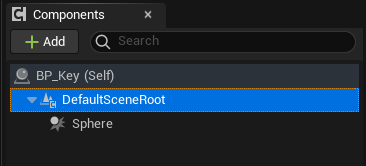 Components
Add
Search
BP_Key (Self)
DefaultSceneRoot
Sphere